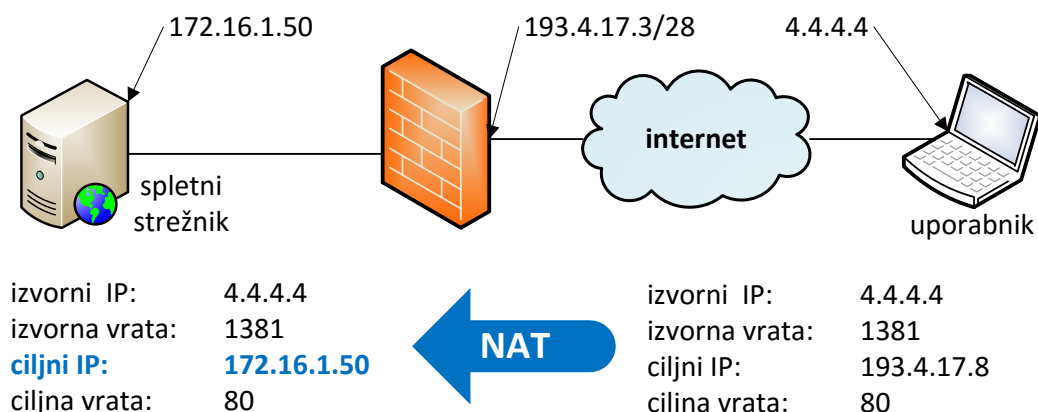 172.16.1.50
193.4.17.3/28
4.4.4.4
internet
spletni
strežnik
uporabnik
izvorni IP: 4.4.4.4
izvorna vrata: 1381
ciljni IP: 172.16.1.50
ciljna vrata: 80
NAT
izvorni IP: 4.4.4.4
izvorna vrata: 1381
ciljni IP: 193.4.17.8
ciljna vrata: 80